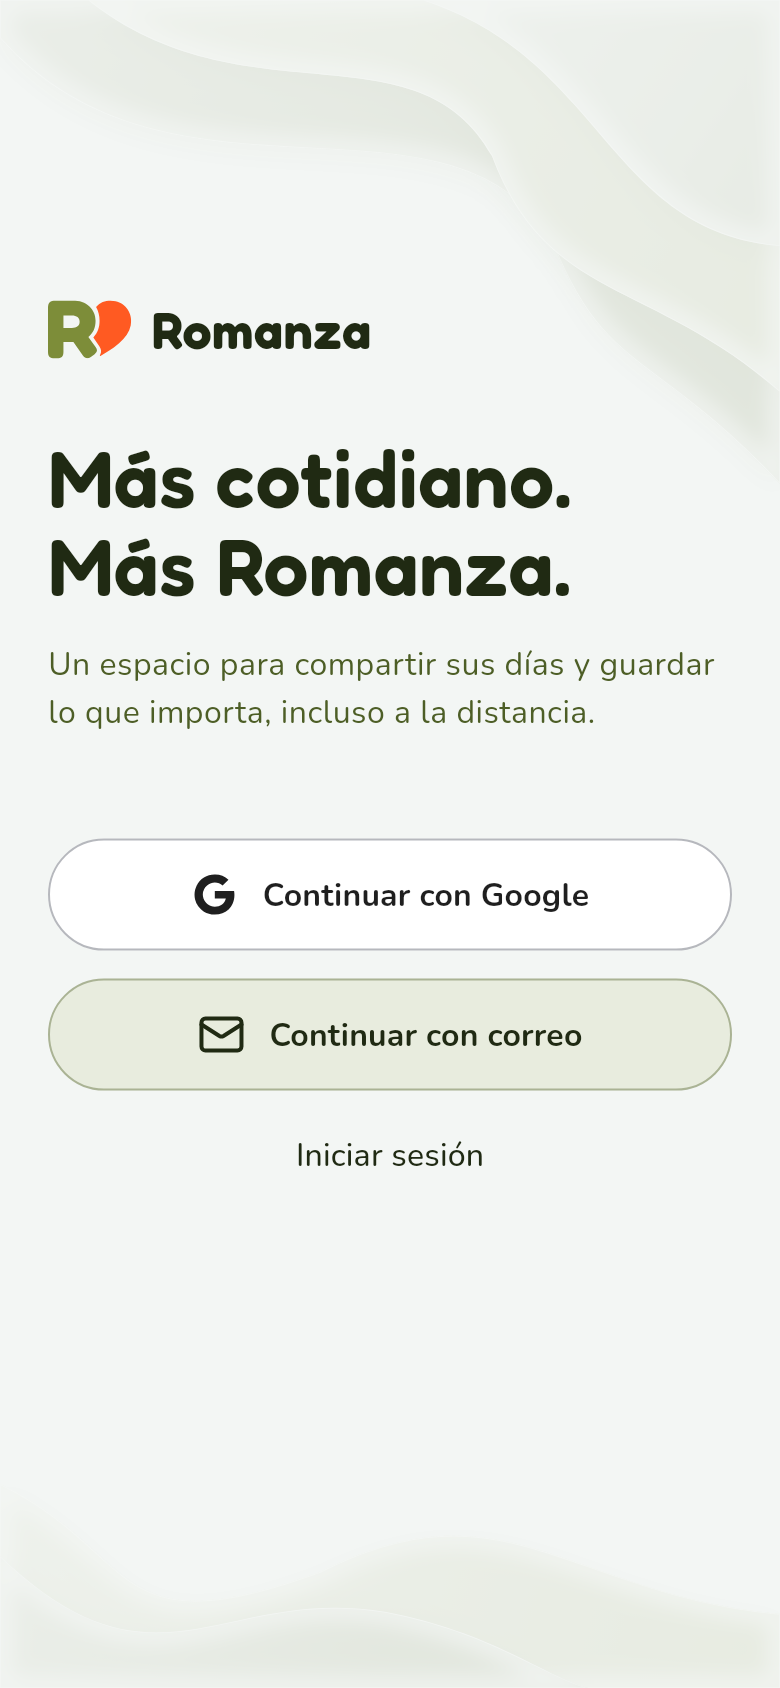 Romanza
Más cotidiano.
Más Romanza.
Un espacio para compartir sus días y guardar
lo que importa, incluso a la distancia.
Continuar con Google
Continuar con correo
Iniciar sesión